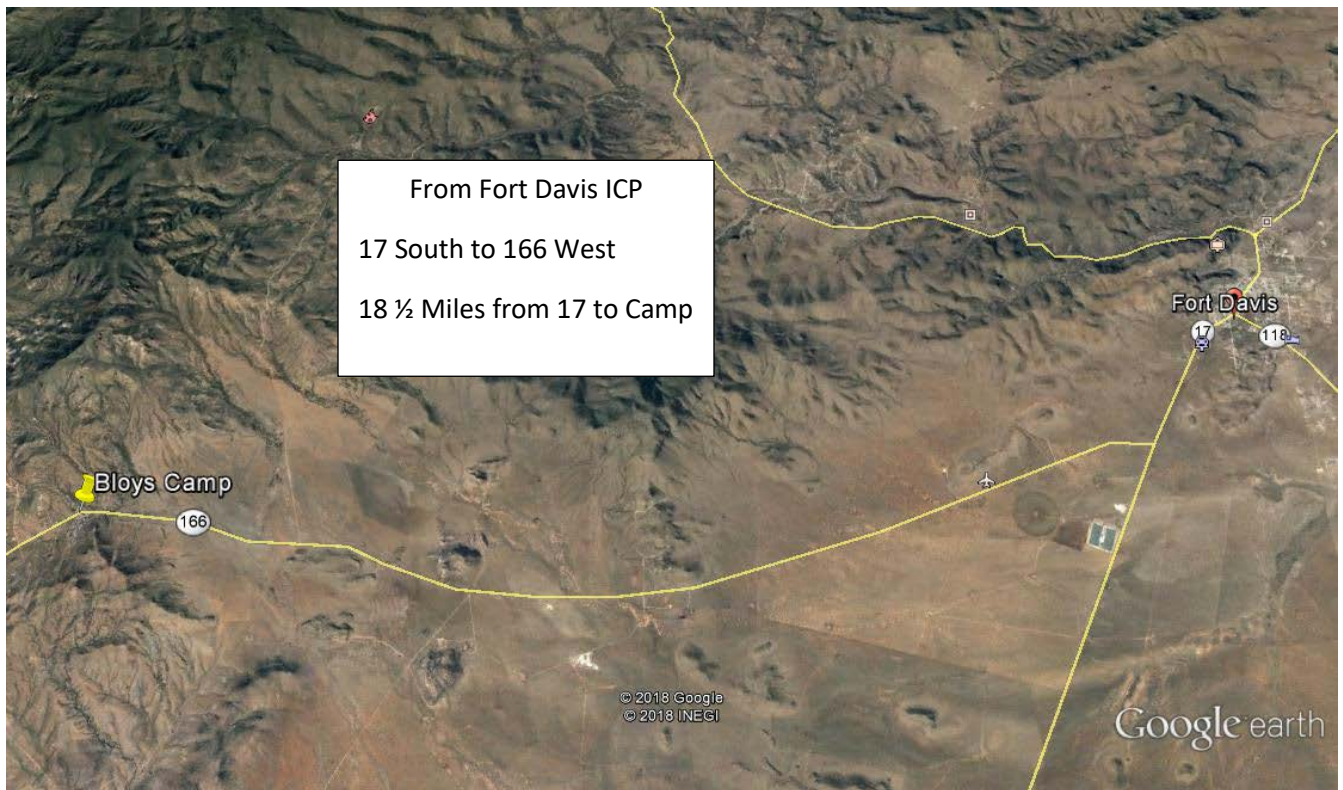 From Fort Davis ICP
17 South to 166 West
18 ½ Miles from 17 to Camp
Fort Davis
17
118
Bloys Camp
166
© 2018 Google
© 2018 INEGI
Google earth